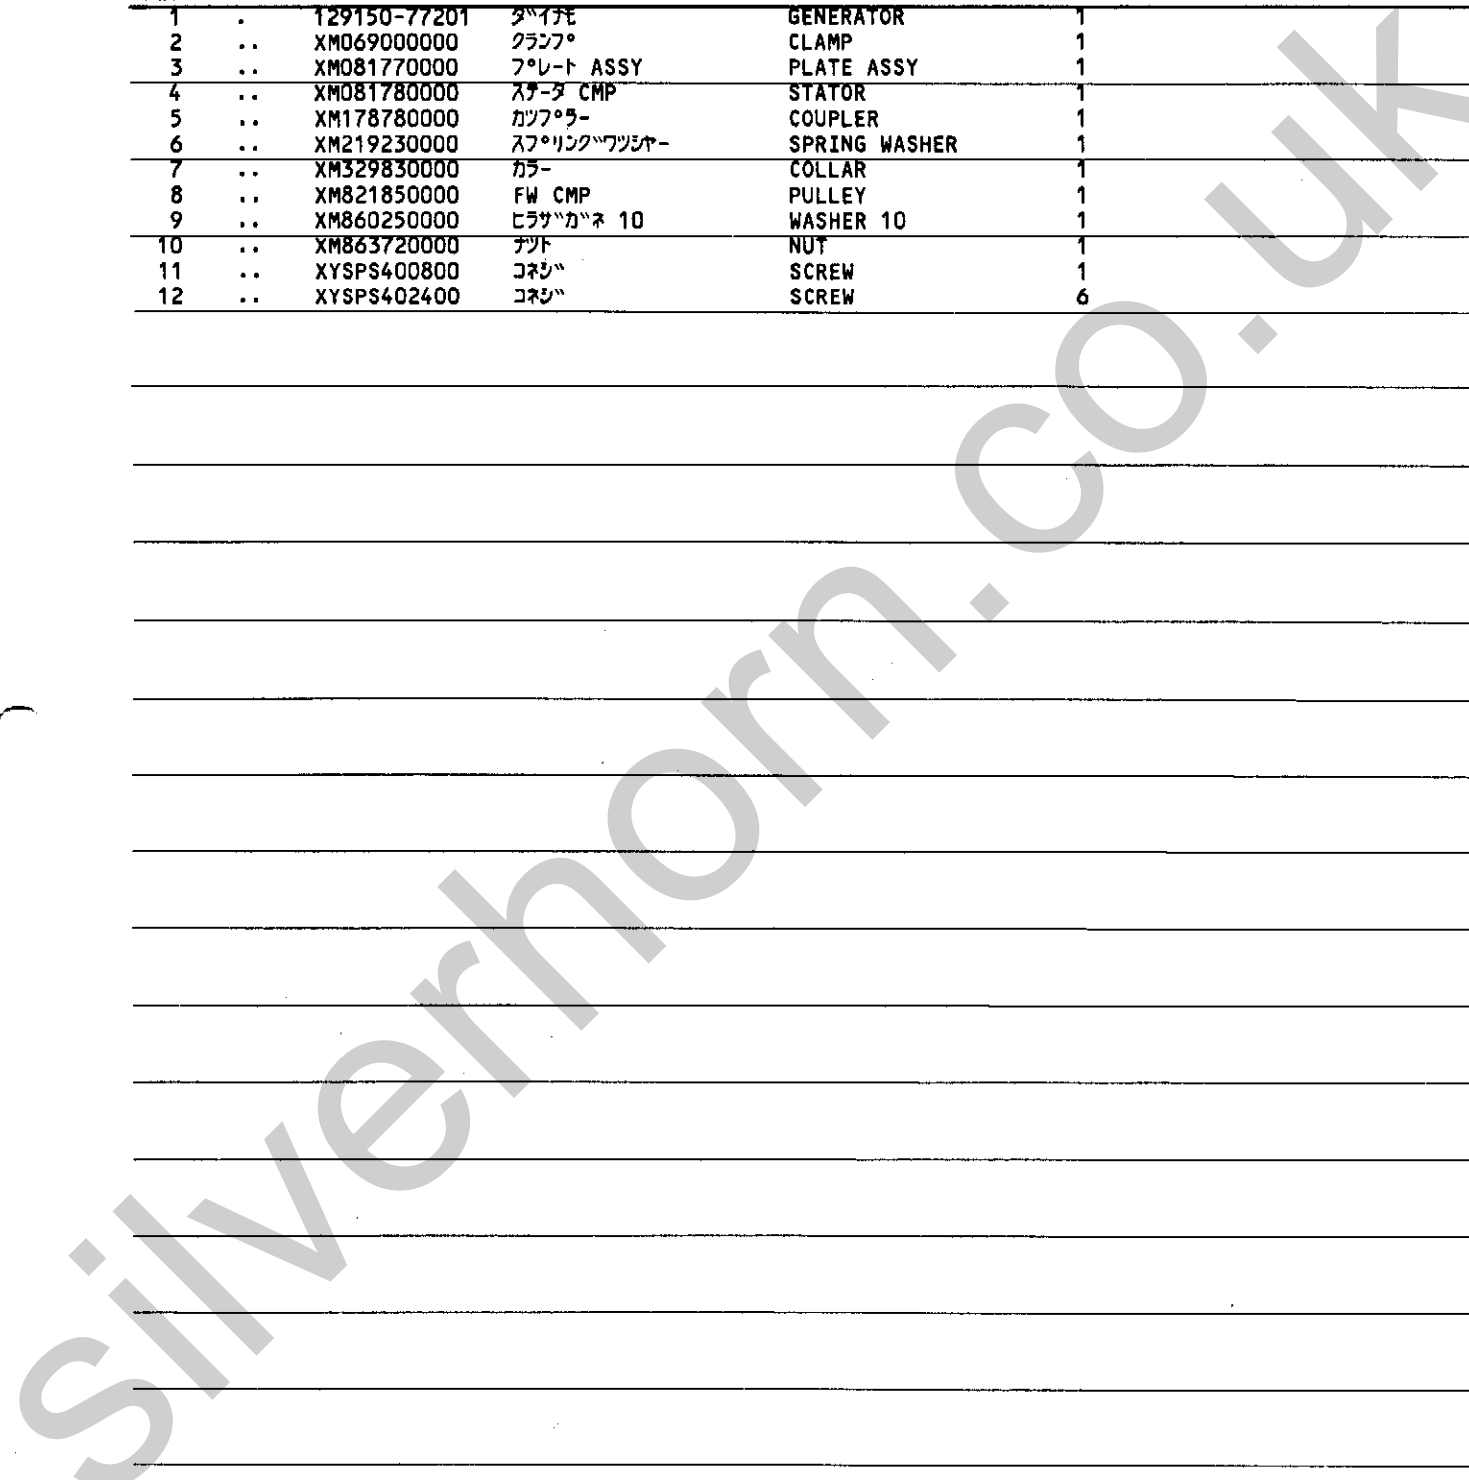 1 . 129150-77201 ダイナモ GENERATOR 1
2 .. XM069000000 クランプ CLAMP 1
3 .. XM081770000 プレート ASSY PLATE ASSY 1
4 .. XM081780000 ステータ CMP STATOR 1
5 .. XM178780000 カツプラー COUPLER 1
6 .. XM219230000 スプリングワツシヤー SPRING WASHER 1
7 .. XM329830000 カラー COLLAR 1
8 .. XM821850000 FW CMP PULLEY 1
9 .. XM860250000 ヒラザガネ 10 WASHER 10 1
10 .. XM863720000 ナツト NUT 1
11 .. XYSPS400800 コネジ SCREW 1
12 .. XYSPS402400 コネジ SCREW 6
silverhorn.co.uk